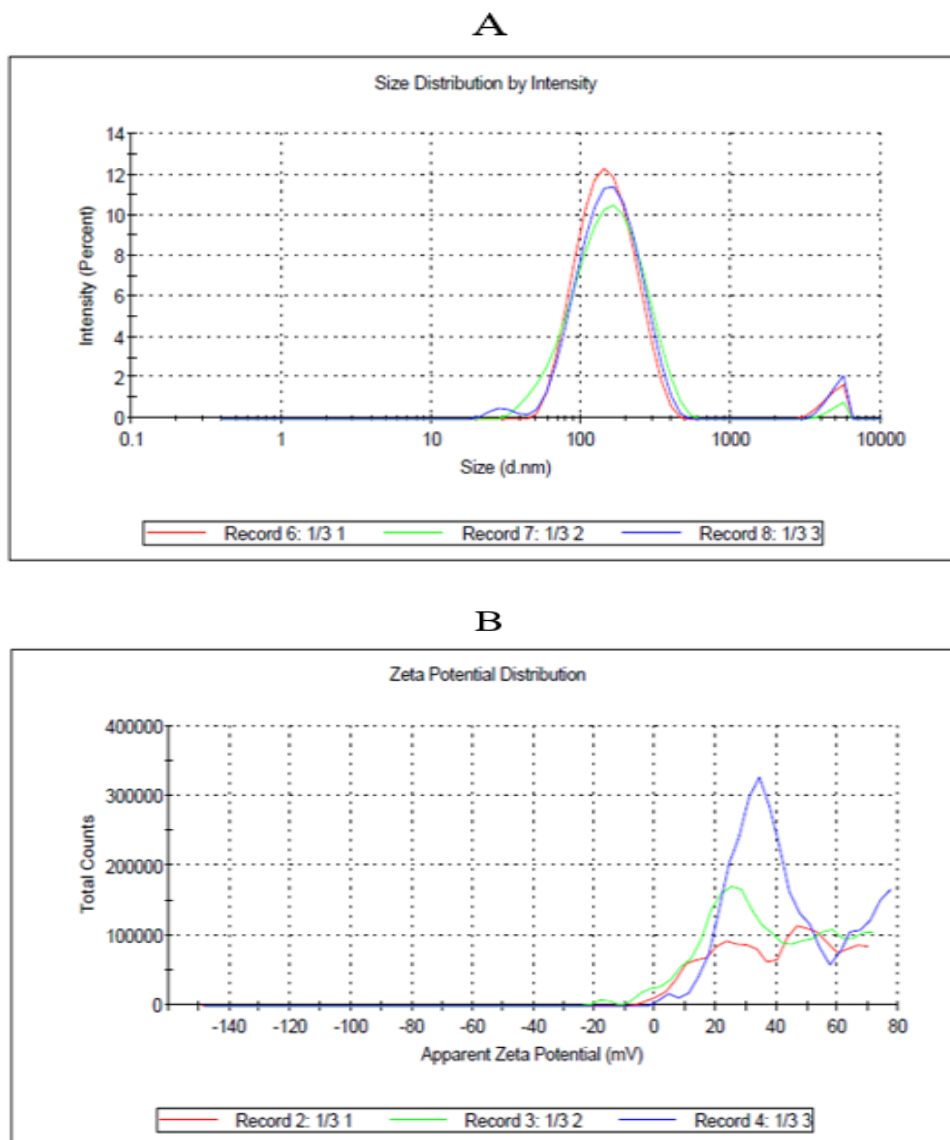 A
Size Distribution by Intensity
14
12
10
8
6
4
2
0
0.1 1 10 100 1000 10000
Intensity (Percent)
Size (d.nm)
Record 6: 1/3 1 Record 7: 1/3 2 Record 8: 1/3 3
B
Zeta Potential Distribution
400000
300000
200000
100000
0
-140 -120 -100 -80 -60 -40 -20 0 20 40 60 80
Total Counts
Apparent Zeta Potential (mV)
Record 2: 1/3 1 Record 3: 1/3 2 Record 4: 1/3 3